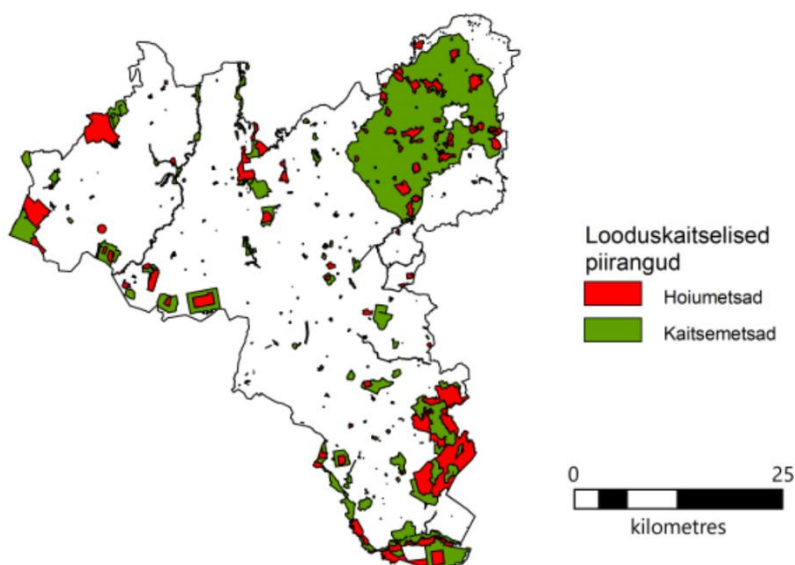 Looduskaitselised
piirangud
Hoiumetsad
Kaitsemetsad
0 25
kilometres